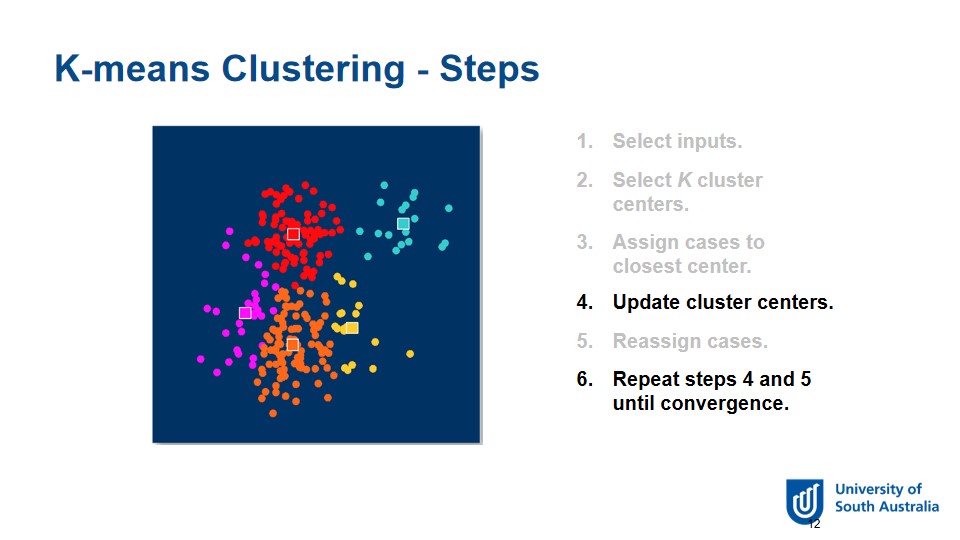 K-means Clustering - Steps
1. Select inputs.
2. Select K cluster
centers.
3. Assign cases to
closest center.
4. Update cluster centers.
5. Reassign cases.
6. Repeat steps 4 and 5
until convergence.
University of
South Australia
12